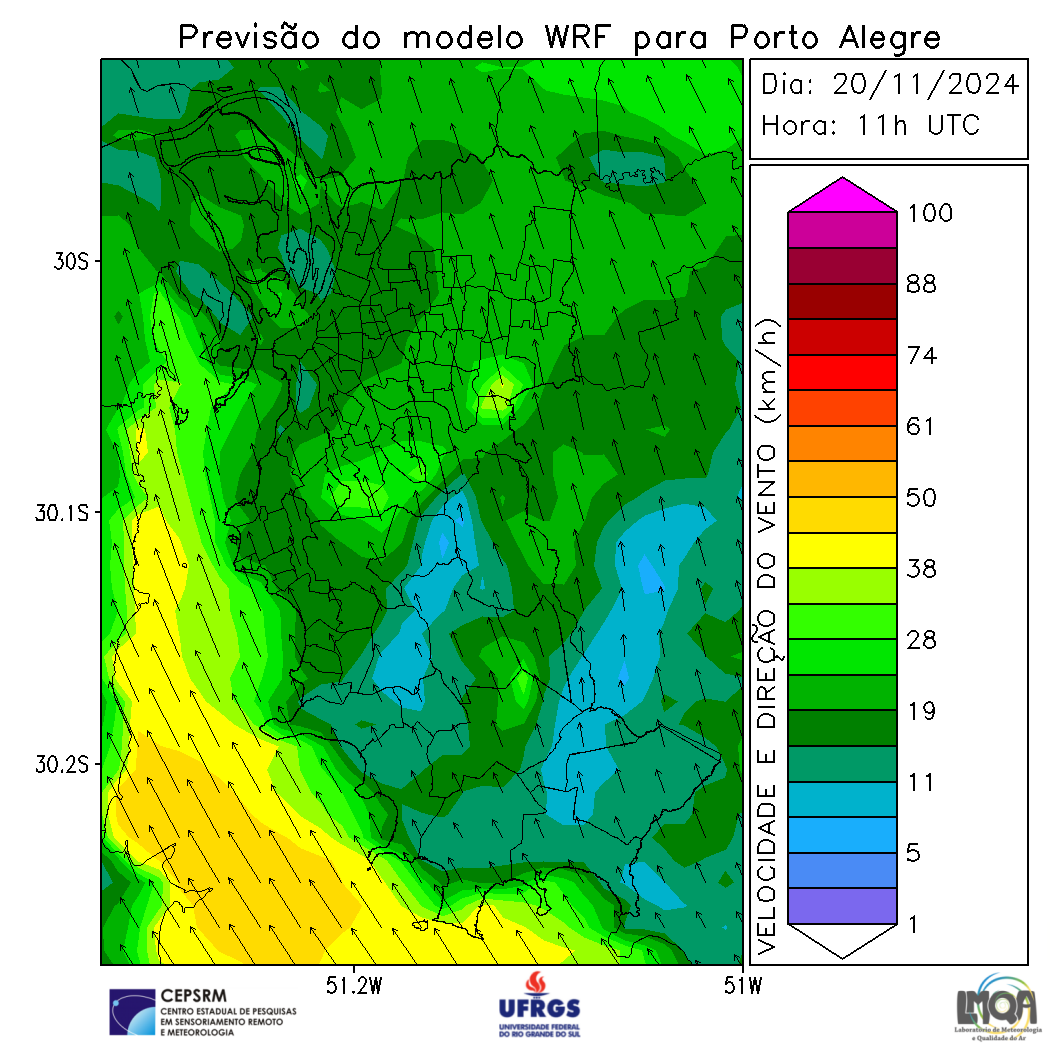 Previsão do modelo WRF para Porto Alegre
Dia: 20/11/2024
Hora: 11h UTC
30S
30.1S
30.2S
51.2W
51W
VELOCIDADE E DIREÇÃO DO VENTO (km/h)
100
88
74
61
50
38
28
19
11
5
1
CEPSRM
CENTRO ESTADUAL DE PESQUISAS
EM SENSORIAMENTO REMOTO
E METEOROLOGIA
UFRGS
UNIVERSIDADE FEDERAL
DO RIO GRANDE DO SUL
LMQA
Laboratório de Meteorologia
e Qualidade do Ar